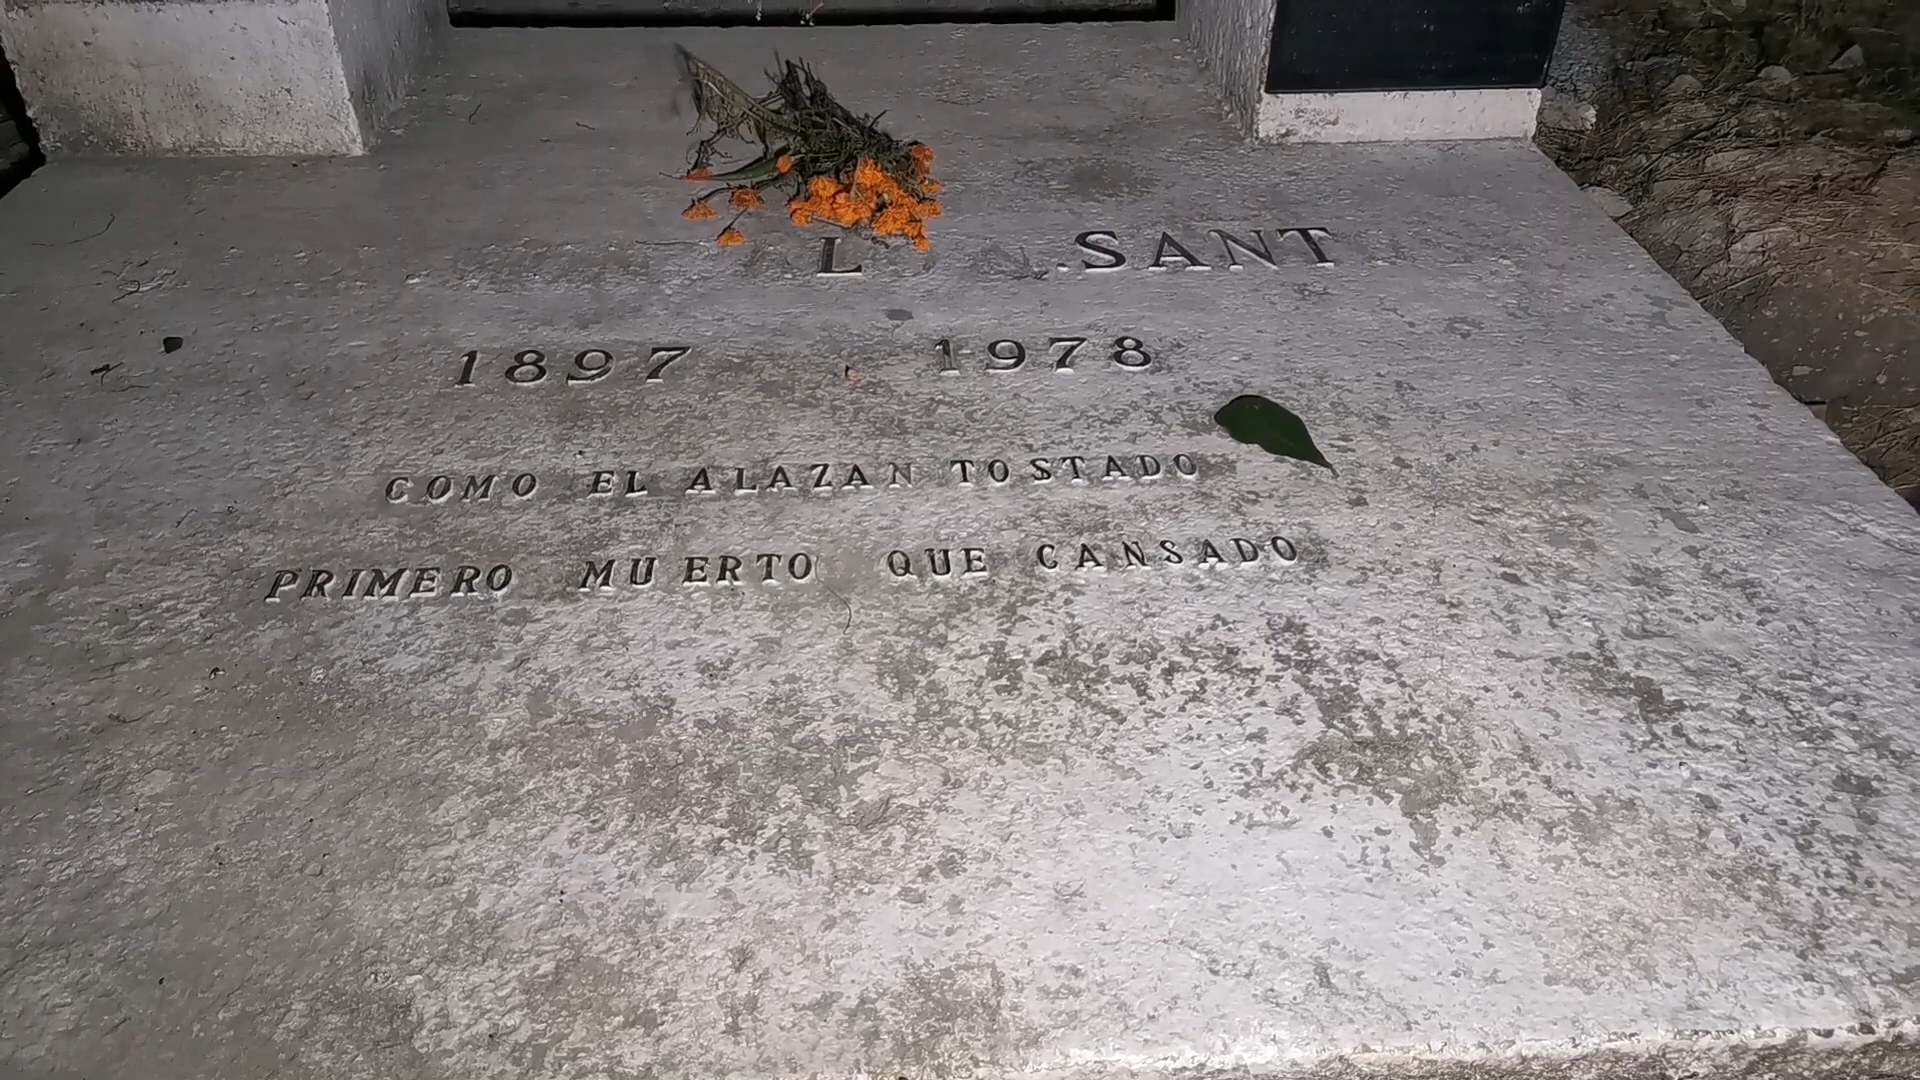 L SANT
1897 1978
COMO EL ALAZAN TOSTADO
PRIMERO MUERTO QUE CANSADO